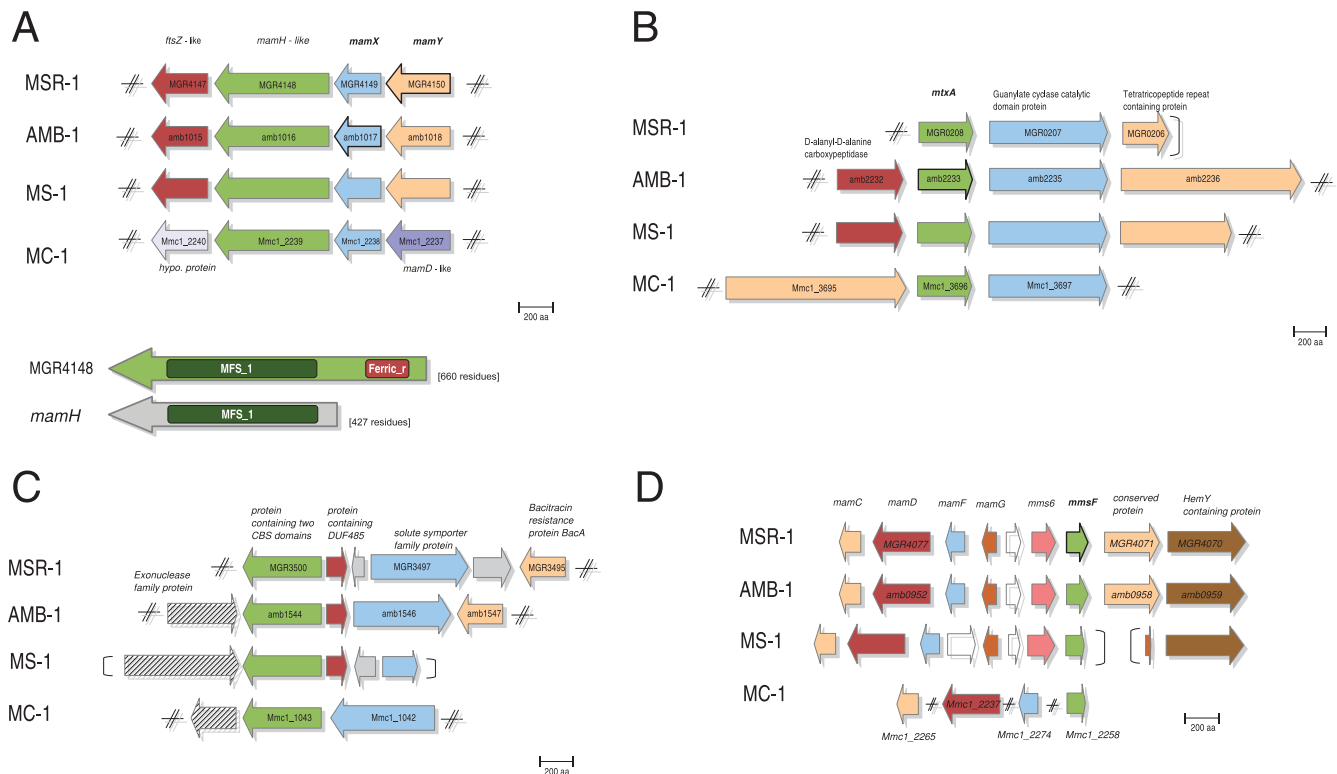 A
ftsZ - like
mamH - like
mamX
mamY
MSR-1
MGR4147
MGR4148
MGR4149
MGR4150
AMB-1
amb1015
amb1016
amb1017
amb1018
MS-1
MC-1
Mmc1_2240
Mmc1_2239
Mmc1_2238
Mmc1_2237
hypo. protein
mamD - like
200 aa
MGR4148
MFS_1
Ferric_r
[660 residues]
mamH
MFS_1
[427 residues]
B
mtxA
Guanylate cyclase catalytic
domain protein
Tetratricopeptide repeat
containing protein
MSR-1
MGR0208
MGR0207
MGR0206
D-alanyl-D-alanine
carboxypeptidase
AMB-1
amb2232
amb2233
amb2235
amb2236
MS-1
MC-1
Mmc1_3695
Mmc1_3696
Mmc1_3697
200 aa
C
protein
containing two
CBS domains
protein
containing
DUF485
solute symporter
family protein
Bacitracin
resistance
protein BacA
MSR-1
MGR3500
MGR3497
MGR3495
Exonuclease
family protein
AMB-1
amb1544
amb1546
amb1547
MS-1
MC-1
Mmc1_1043
Mmc1_1042
200 aa
D
mamC
mamD
mamF
mamG
mms6
mmsF
conserved
protein
HemY
containing protein
MSR-1
MGR4077
MGR4071
MGR4070
AMB-1
amb0952
amb0958
amb0959
MS-1
MC-1
Mmc1_2237
Mmc1_2265
Mmc1_2274
Mmc1_2258
200 aa